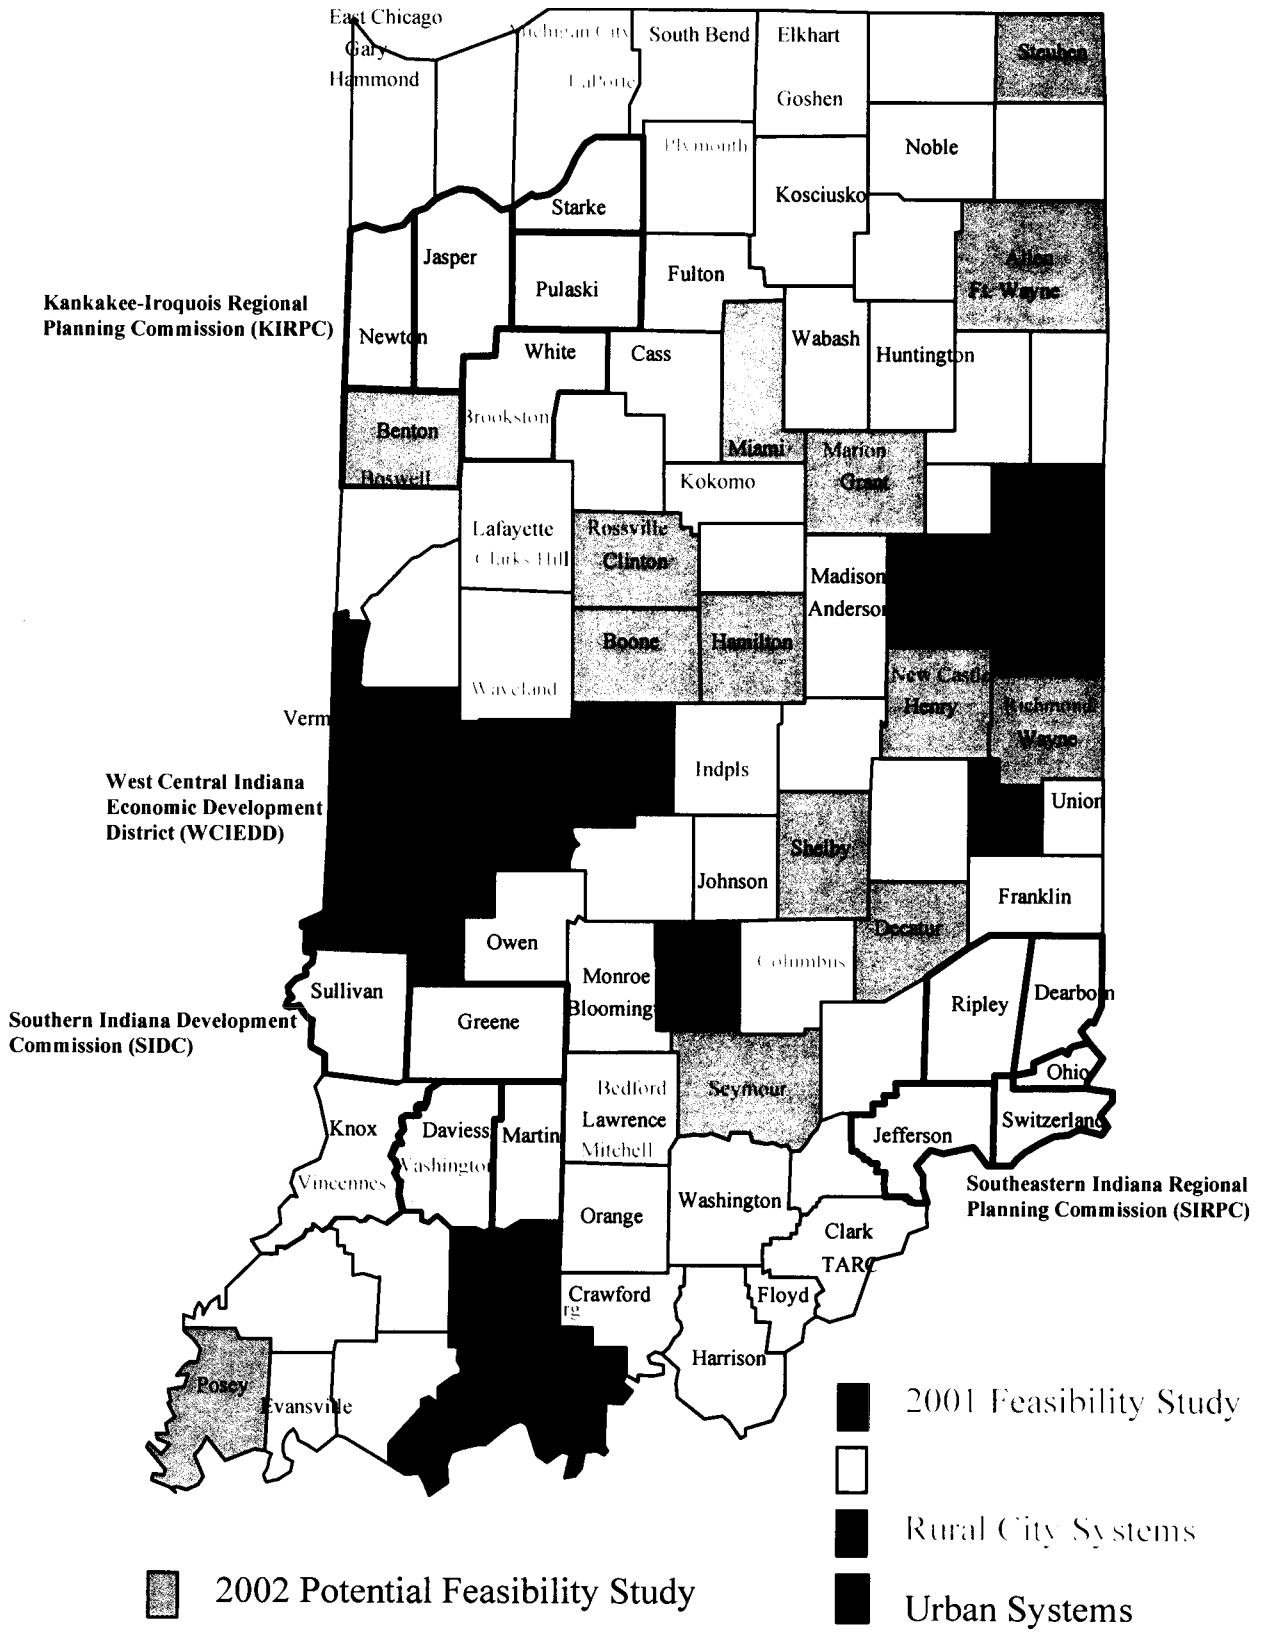 East Chicago
Gary
Hammond
Michigan City
LaPorte
South Bend
Elkhart
Goshen
Steuben
Plymouth
Noble
Kosciusko
Starke
Jasper
Pulaski
Fulton
Allen
Ft. Wayne
Kankakee-Iroquois Regional
Planning Commission (KIRPC)
Newton
White
Cass
Wabash
Huntington
Benton
Boswell
Brookston
Miami
Marion
Grant
Kokomo
Lafayette
Clarks Hill
Rossville
Clinton
Madison
Anderson
Boone
Hamilton
Waveland
New Castle
Henry
Richmond
Wayne
Verm
Indpls
West Central Indiana
Economic Development
District (WCIEDD)
Union
Shelby
Johnson
Franklin
Decatur
Owen
Monroe
Bloomingt
Columbus
Sullivan
Greene
Ripley
Dearborn
Southern Indiana Development
Commission (SIDC)
Ohio
Bedford
Lawrence
Mitchell
Seymour
Knox
Vincennes
Daviess
Washington
Martin
Jefferson
Switzerland
Southeastern Indiana Regional
Planning Commission (SIRPC)
Orange
Washington
Clark
TARC
Crawford
rg
Floyd
Harrison
Posey
Evansville
2001 Feasibility Study
Rural City Systems
2002 Potential Feasibility Study
Urban Systems